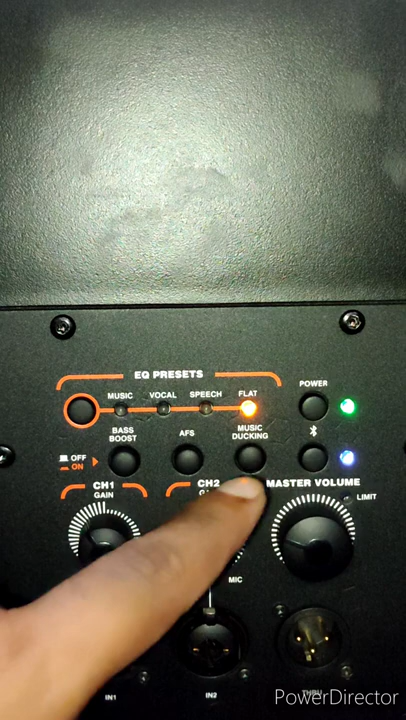 EQ PRESETS
MUSIC VOCAL SPEECH FLAT
POWER
BASS
BOOST
AFS
MUSIC
DUCKING
OFF
ON
CH1
GAIN
CH2
MASTER VOLUME
LIMIT
MIC
IN1
IN2
THRU
PowerDirector